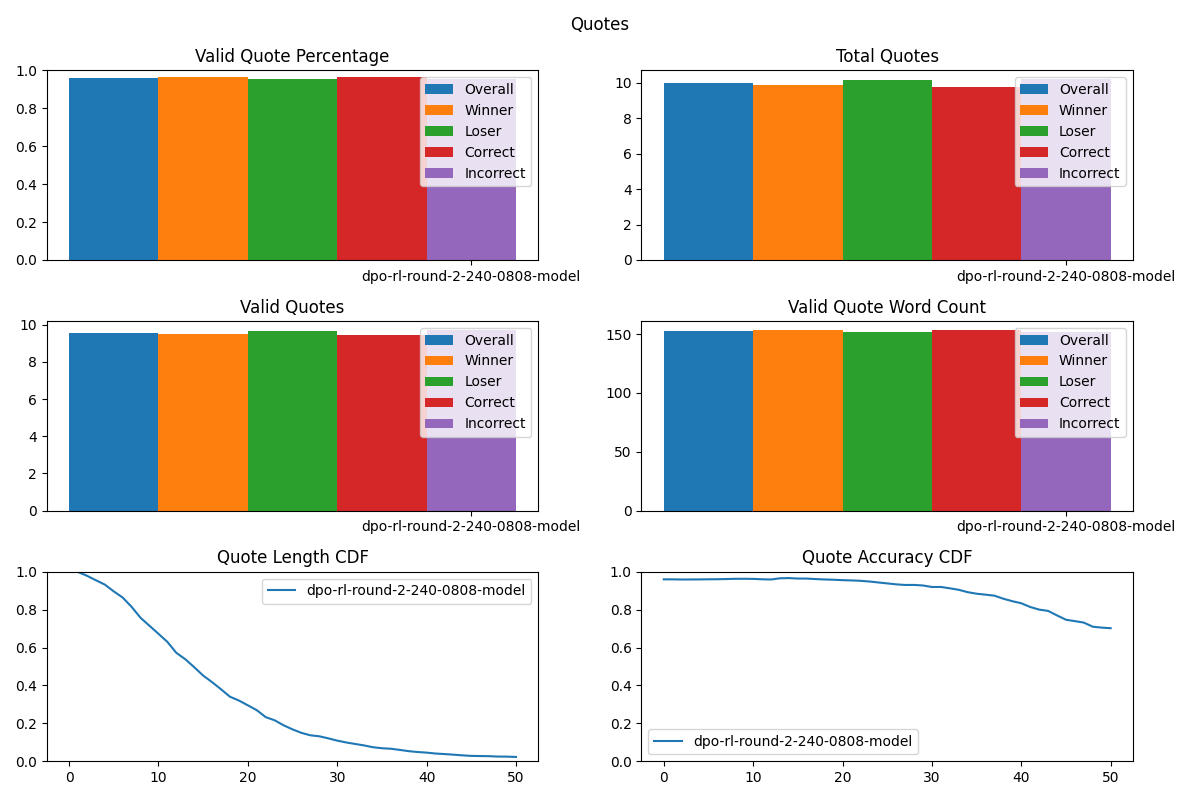 Quotes
Valid Quote Percentage
1.0
0.8
0.6
0.4
0.2
0.0
Overall
Winner
Loser
Correct
Incorrect
dpo-rl-round-2-240-0808-model
Total Quotes
10
8
6
4
2
0
Overall
Winner
Loser
Correct
Incorrect
dpo-rl-round-2-240-0808-model
Valid Quotes
10
8
6
4
2
0
Overall
Winner
Loser
Correct
Incorrect
dpo-rl-round-2-240-0808-model
Valid Quote Word Count
150
100
50
0
Overall
Winner
Loser
Correct
Incorrect
dpo-rl-round-2-240-0808-model
Quote Length CDF
1.0
0.8
0.6
0.4
0.2
0.0
dpo-rl-round-2-240-0808-model
0 10 20 30 40 50
Quote Accuracy CDF
1.0
0.8
0.6
0.4
0.2
0.0
dpo-rl-round-2-240-0808-model
0 10 20 30 40 50